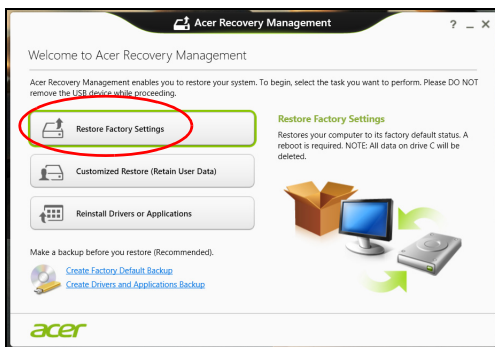 Acer Recovery Management
? _ ×
Welcome to Acer Recovery Management
Acer Recovery Management enables you to restore your system. To begin, select the task you want to perform. Please DO NOT
remove the USB device while proceeding.
Restore Factory Settings
Customized Restore (Retain User Data)
Reinstall Drivers or Applications
Restore Factory Settings
Restores your computer to its factory default status. A
reboot is required. NOTE: All data on drive C will be
deleted.
Make a backup before you restore (Recommended).
Create Factory Default Backup
Create Drivers and Applications Backup
acer